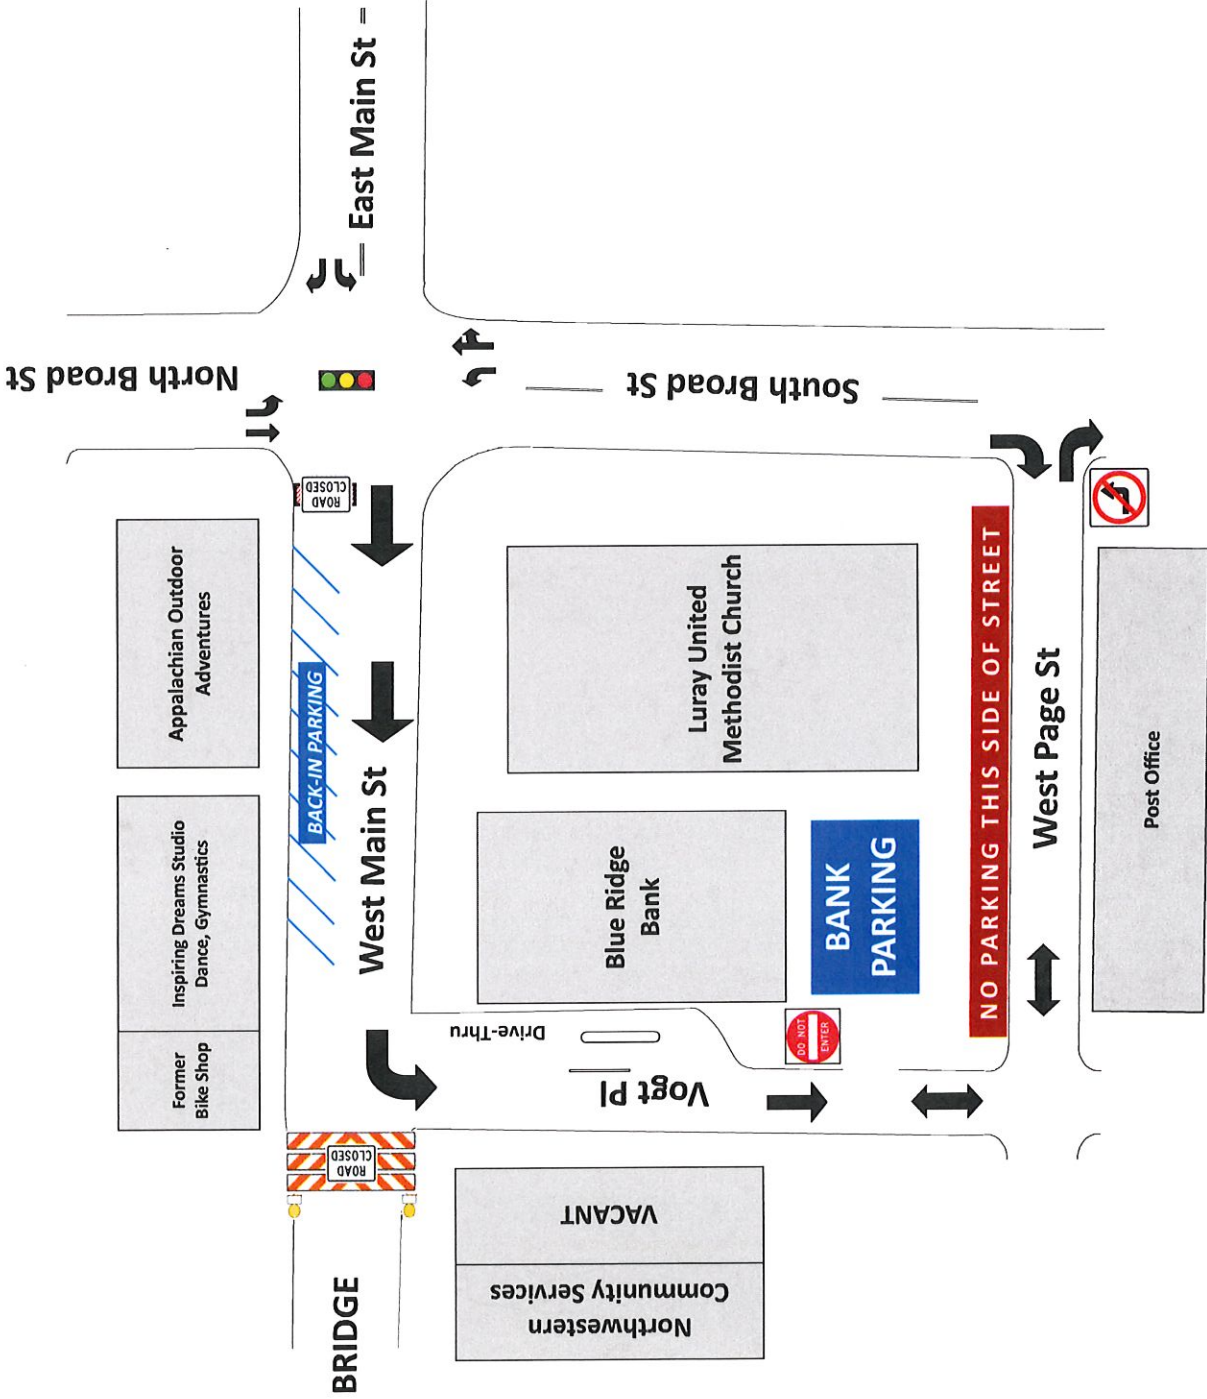 North Broad St
East Main St
ROAD
CLOSED
Appalachian Outdoor
Adventures
BACK-IN PARKING
Inspiring Dreams Studio
Dance, Gymnastics
Former
Bike Shop
West Main St
South Broad St
Luray United
Methodist Church
Blue Ridge
Bank
BANK
PARKING
NO PARKING THIS SIDE OF STREET
West Page St
Post Office
Drive-Thru
DO NOT
ENTER
Vogt Pl
ROAD
CLOSED
BRIDGE
VACANT
Northwestern
Community Services